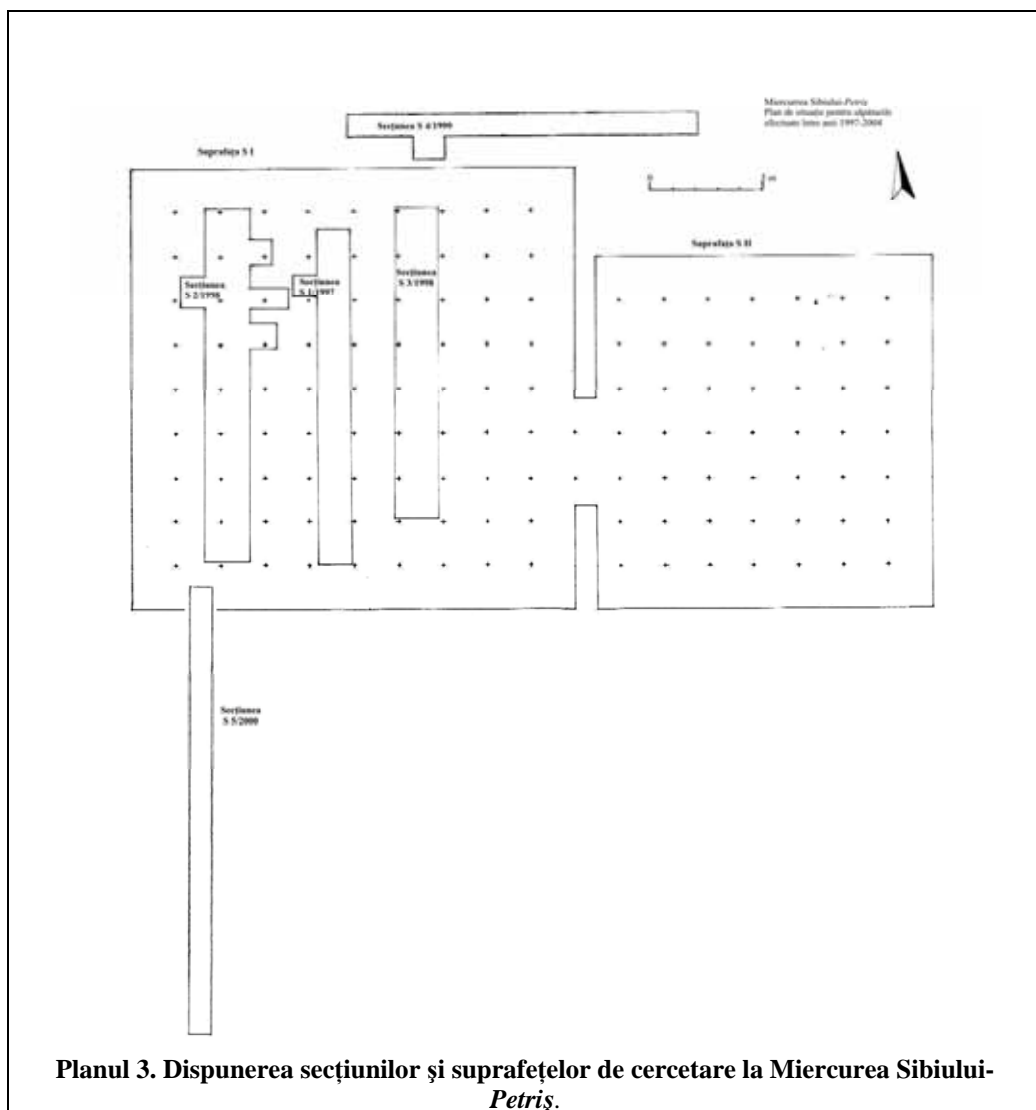 Miercurea Sibiului-Petriş
Plan de situaţie pentru săpăturile
efectuate între anii 1997-2004
Secţiunea S 4/1999
Suprafaţa S I
0
m
Suprafaţa S II
Secţiunea
S 2/1998
Secţiunea
S 1/1997
Secţiunea
S 3/1998
Secţiunea
S 5/2000
Planul 3. Dispunerea secţiunilor şi suprafeţelor de cercetare la Miercurea Sibiului-
Petriş.